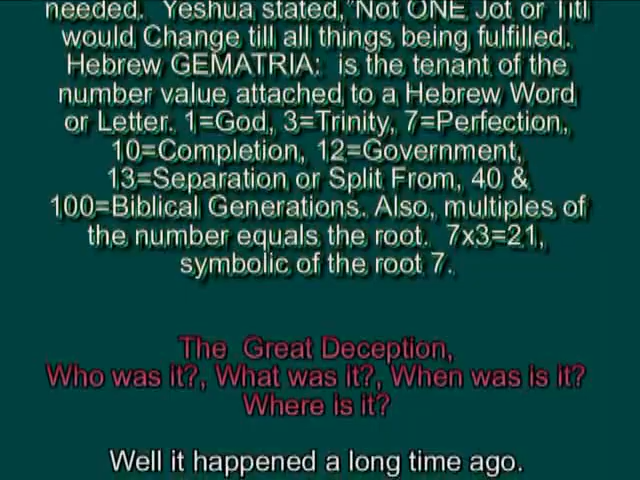 needed. Yeshua stated,"Not ONE Jot or Titl
would Change till all things being fulfilled.
Hebrew GEMATRIA: is the tenant of the
number value attached to a Hebrew Word
or Letter. 1=God, 3=Trinity, 7=Perfection,
10=Completion, 12=Government,
13=Separation or Split From, 40 &
100=Biblical Generations. Also, multiples of
the number equals the root. 7x3=21,
symbolic of the root 7.
The Great Deception,
Who was it?, What was it?, When was is it?
Where is it?
Well it happened a long time ago.